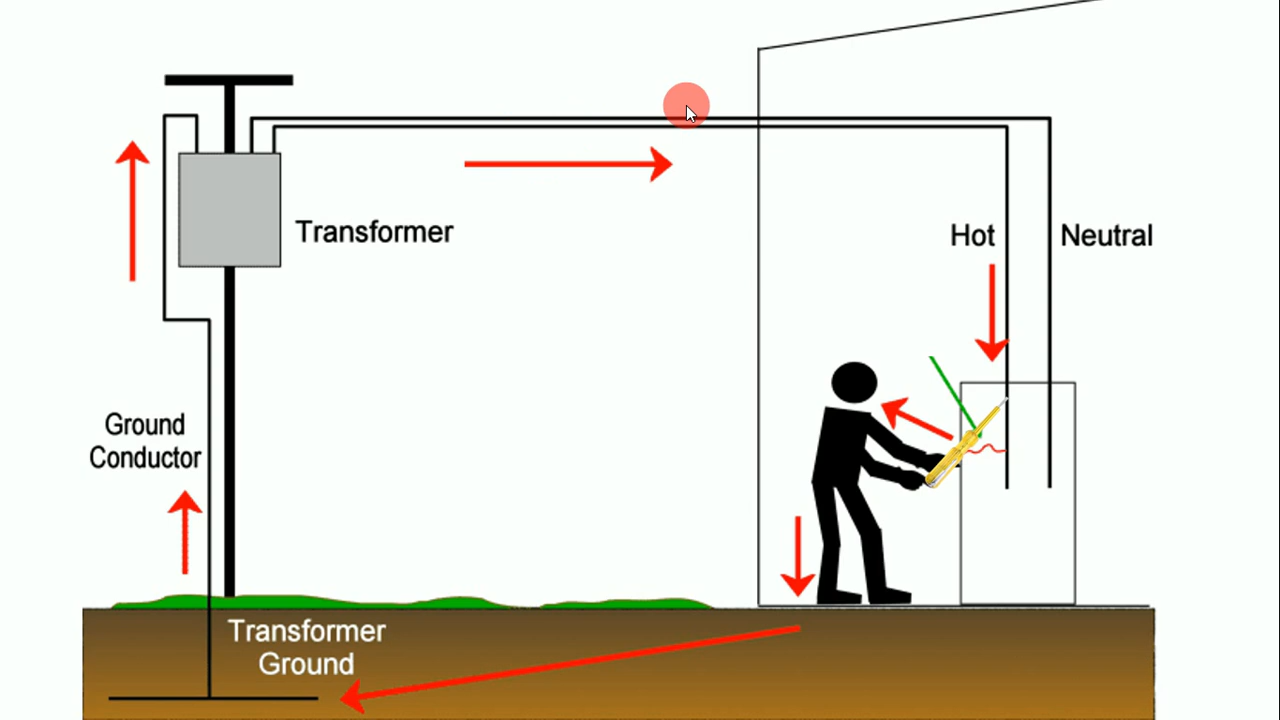 Transformer
Hot
Neutral
Ground
Conductor
Transformer
Ground